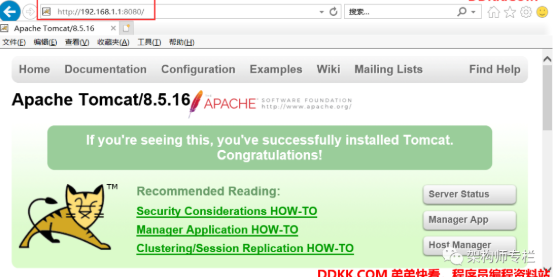 DDKK.COM
http://192.168.1.1:8080/
搜索...
Apache Tomcat/8.5.16
文件(F) 编辑(E) 查看(V) 收藏夹(A) 工具(T) 帮助(H)
Home Documentation Configuration Examples Wiki Mailing Lists Find Help
Apache Tomcat/8.5.16
THE APACHE SOFTWARE FOUNDATION
http://www.apache.org/
If you're seeing this, you've successfully installed Tomcat.
Congratulations!
TM
Recommended Reading:
Security Considerations HOW-TO
Manager Application HOW-TO
Clustering/Session Replication HOW-TO
Server Status
Manager App
Host Manager
架构师专栏
DDKK.COM 弟弟快看，程序员编程资料站